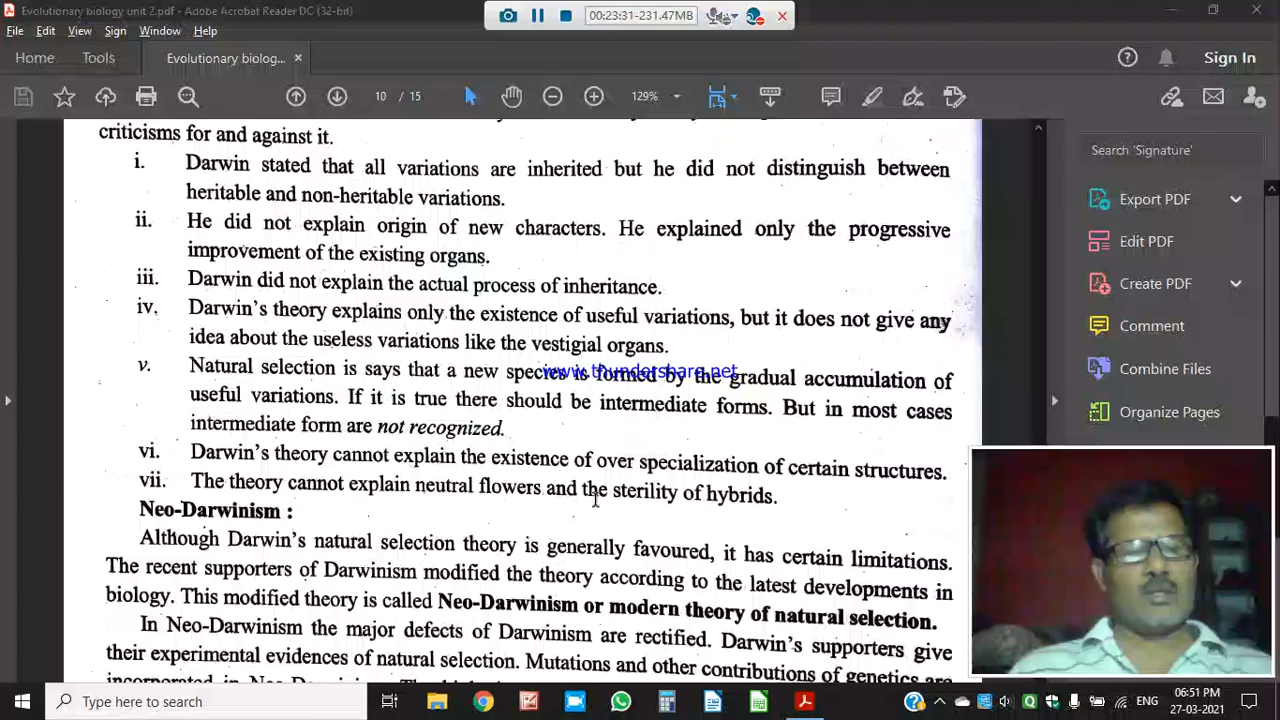 Evolutionary biology unit 2.pdf - Adobe Acrobat Reader DC (32-bit)
00:23:31-231.47MB
File Edit View Sign Window Help
Home Tools Evolutionary biolog... × Sign In
10 / 15 129%
criticisms for and against it.
i. Darwin stated that all variations are inherited but he did not distinguish between
heritable and non-heritable variations.
ii. He did not explain origin of new characters. He explained only the progressive
improvement of the existing organs.
iii. Darwin did not explain the actual process of inheritance.
iv. Darwin's theory explains only the existence of useful variations, but it does not give any
idea about the useless variations like the vestigial organs.
v. Natural selection is says that a new species is formed by the gradual accumulation of
www.thundershare.net
useful variations. If it is true there should be intermediate forms. But in most cases
intermediate form are not recognized.
vi. Darwin's theory cannot explain the existence of over specialization of certain structures.
vii. The theory cannot explain neutral flowers and the sterility of hybrids.
Neo-Darwinism :
Although Darwin's natural selection theory is generally favoured, it has certain limitations.
The recent supporters of Darwinism modified the theory according to the latest developments in
biology. This modified theory is called Neo-Darwinism or modern theory of natural selection.
In Neo-Darwinism the major defects of Darwinism are rectified. Darwin's supporters give
their experimental evidences of natural selection. Mutations and other contributions of genetics are
incorporated in
Search 'Signature'
Export PDF
Edit PDF
Create PDF
Comment
Combine Files
Organize Pages
Type here to search
ENG
06:51 PM
27-03-2021